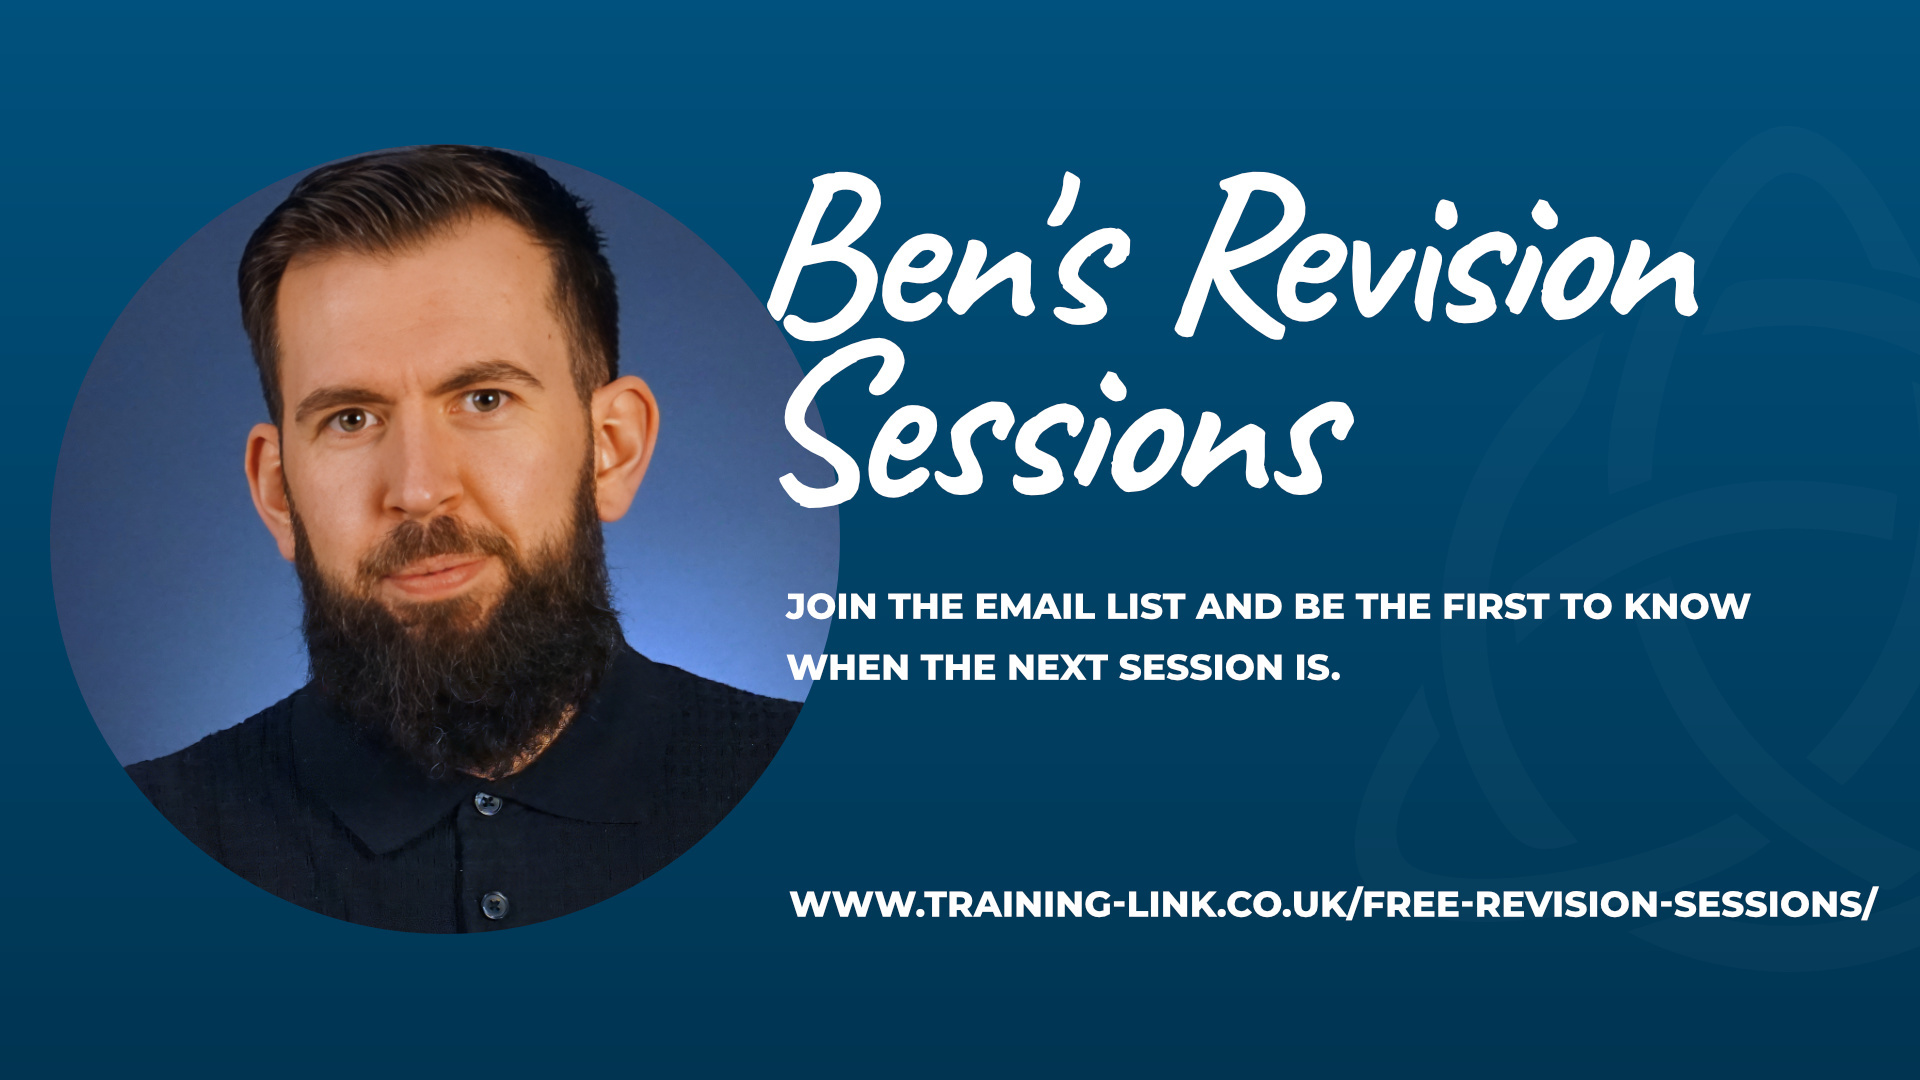 Ben's Revision
Sessions
JOIN THE EMAIL LIST AND BE THE FIRST TO KNOW
WHEN THE NEXT SESSION IS.
WWW.TRAINING-LINK.CO.UK/FREE-REVISION-SESSIONS/